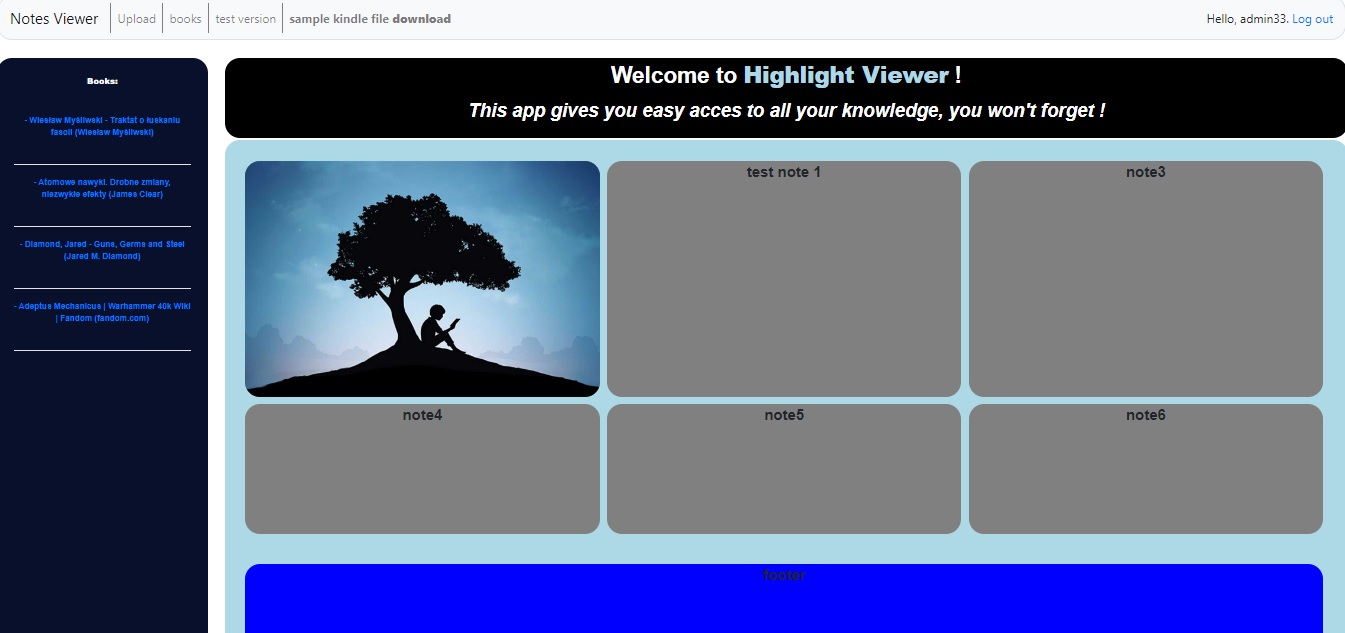 Notes Viewer Upload books test version sample kindle file download Hello, admin33. Log out
Books:
- Wiesław Myśliwski - Traktat o łuskaniu
fasoli (Wiesław Myśliwski)
- Atomowe nawyki. Drobne zmiany,
niezwykłe efekty (James Clear)
- Diamond, Jared - Guns, Germs and Steel
(Jared M. Diamond)
- Adeptus Mechanicus | Warhammer 40k Wiki
| Fandom (fandom.com)
Welcome to Highlight Viewer !
This app gives you easy acces to all your knowledge, you won't forget !
test note 1
note3
note4
note5
note6
footer